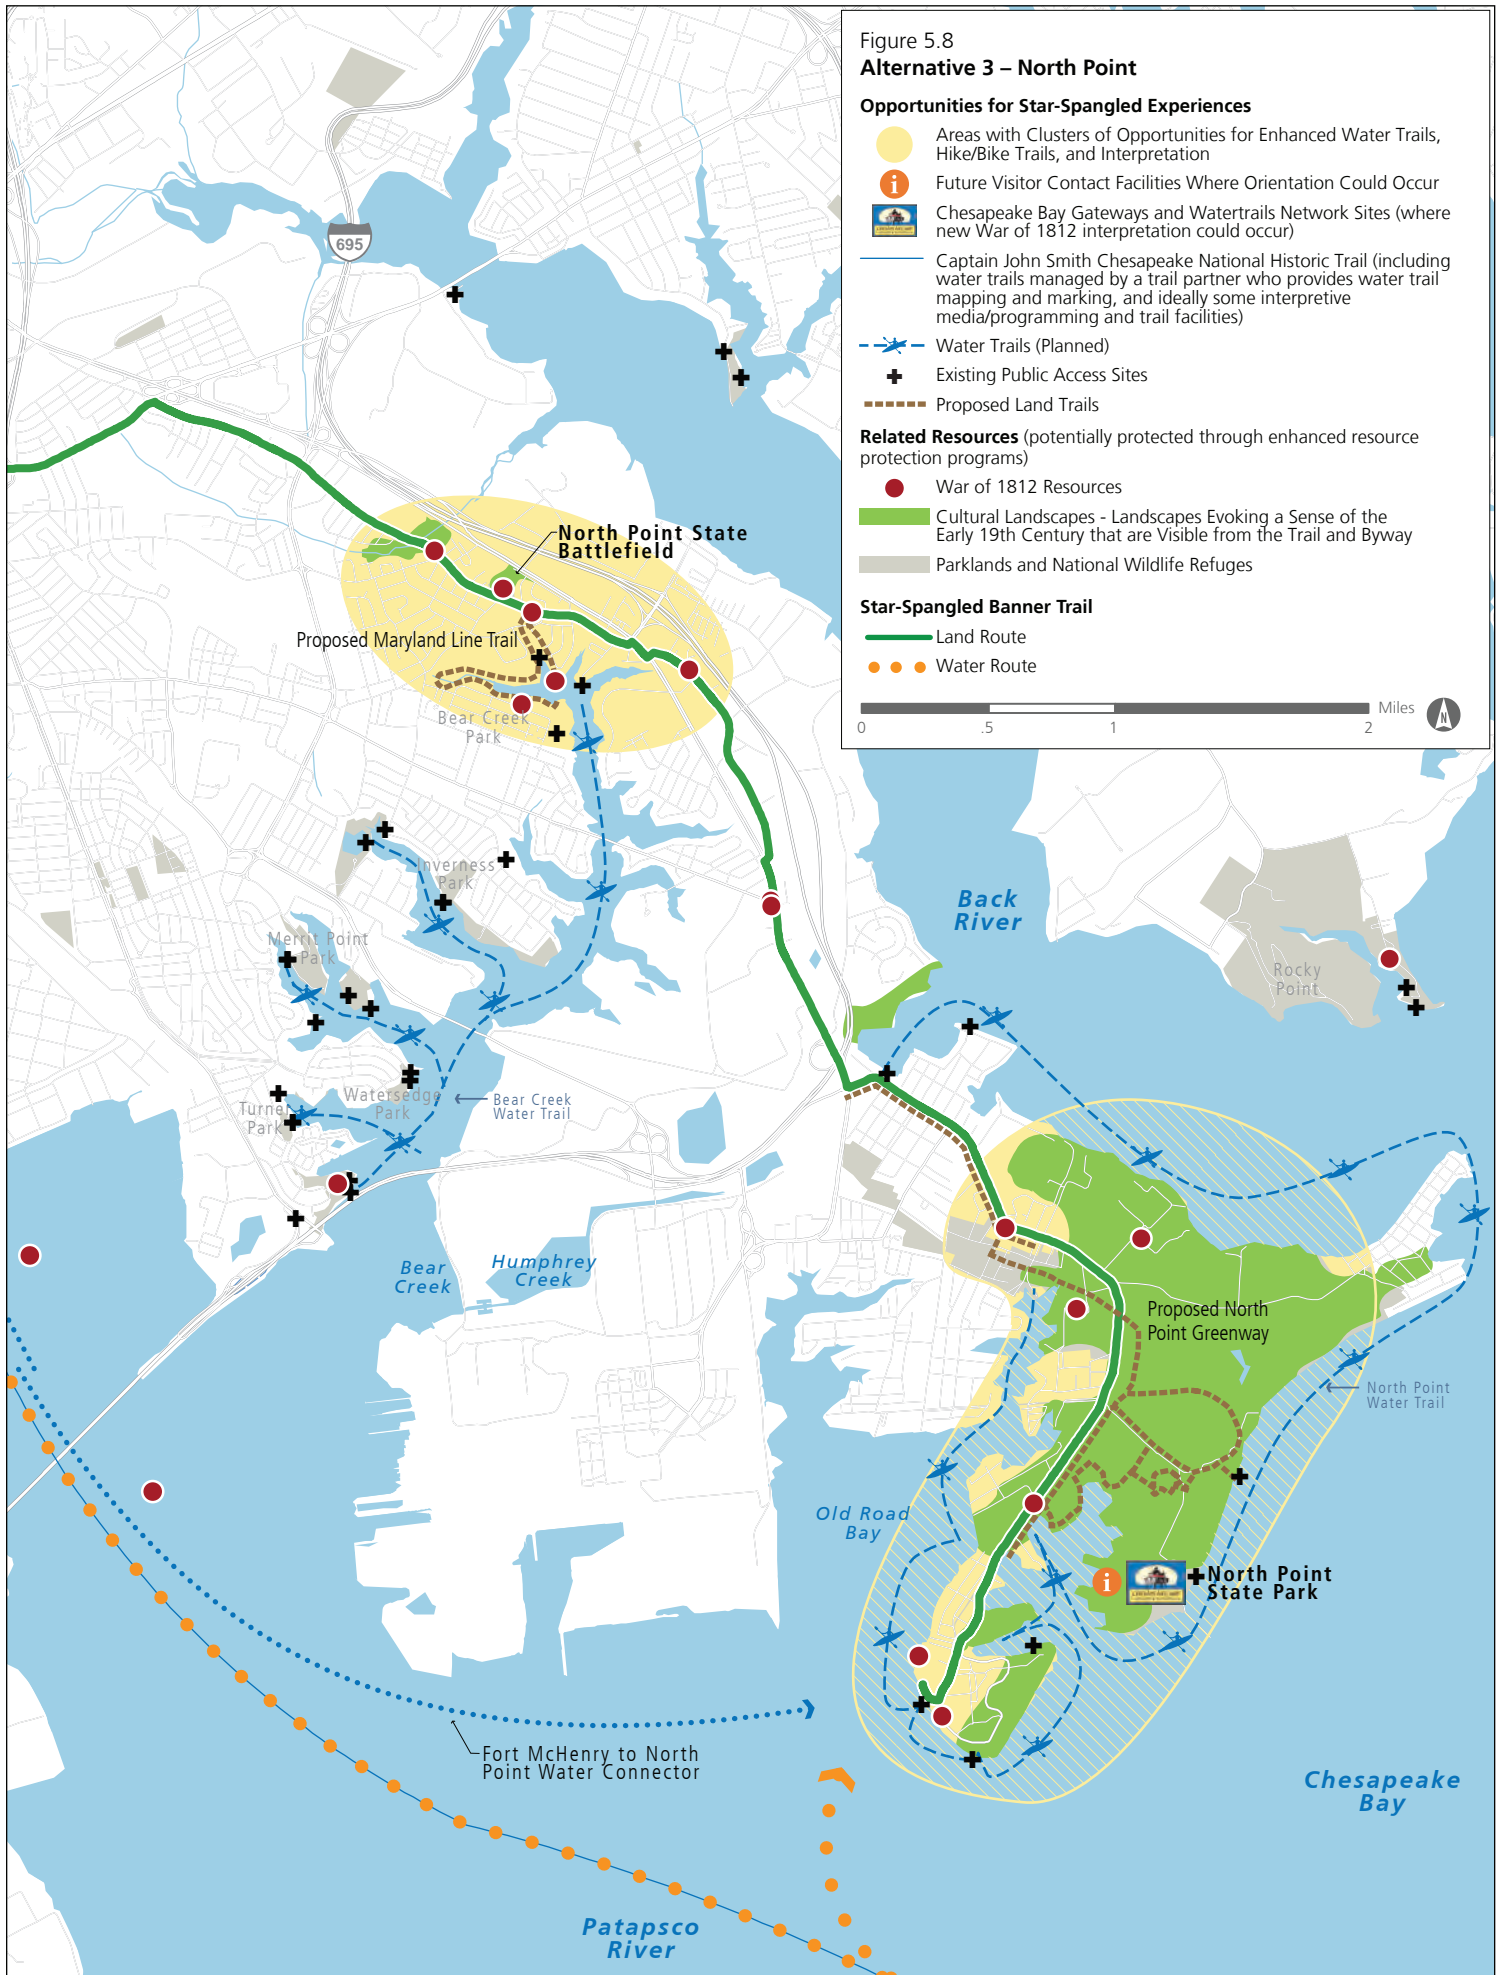 Figure 5.8
Alternative 3 – North Point
Opportunities for Star-Spangled Experiences
Areas with Clusters of Opportunities for Enhanced Water Trails,
Hike/Bike Trails, and Interpretation
i
Future Visitor Contact Facilities Where Orientation Could Occur
Chesapeake Bay Gateways and Watertrails Network Sites (where
new War of 1812 interpretation could occur)
Captain John Smith Chesapeake National Historic Trail (including
water trails managed by a trail partner who provides water trail
mapping and marking, and ideally some interpretive
media/programming and trail facilities)
Water Trails (Planned)
Existing Public Access Sites
Proposed Land Trails
Related Resources (potentially protected through enhanced resource
protection programs)
War of 1812 Resources
Cultural Landscapes - Landscapes Evoking a Sense of the
Early 19th Century that are Visible from the Trail and Byway
Parklands and National Wildlife Refuges
Star-Spangled Banner Trail
Land Route
Water Route
Miles
0 .5 1 2
N
695
North Point State
Battlefield
Proposed Maryland Line Trail
Bear Creek
Park
Inverness
Park
Merrit Point
Park
Back
River
Rocky
Point
Watersedge
Park
Turner
Park
Bear Creek
Water Trail
Bear
Creek
Humphrey
Creek
Proposed North
Point Greenway
North Point
Water Trail
Old Road
Bay
i
North Point
State Park
Fort McHenry to North
Point Water Connector
Chesapeake
Bay
Patapsco
River